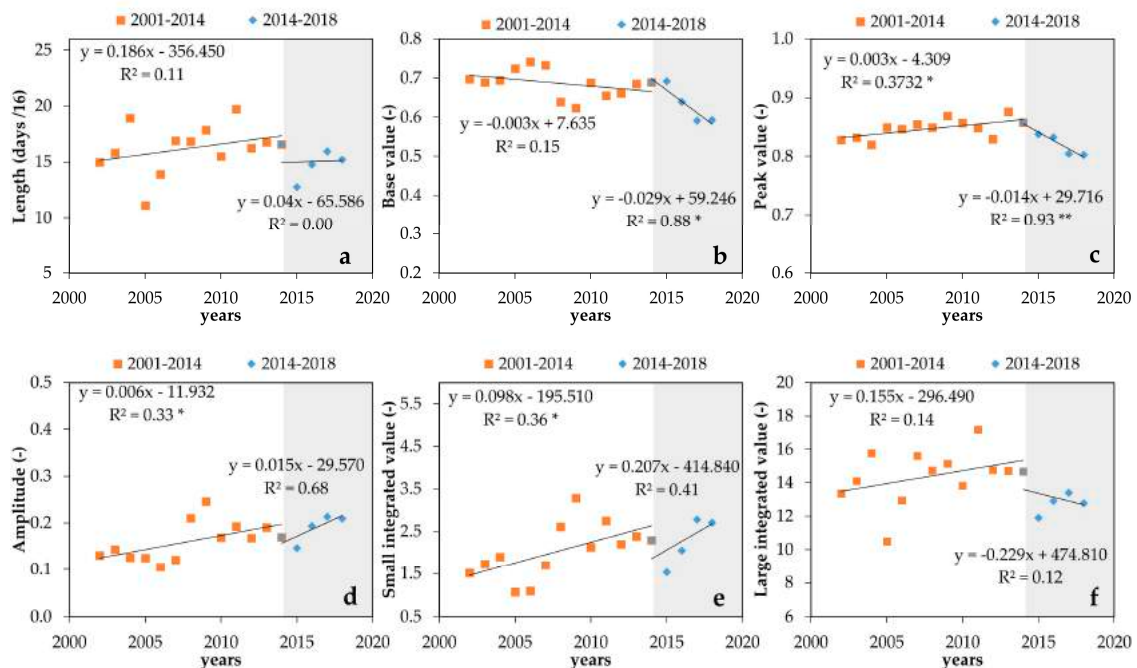 2001-2014 2014-2018
y = 0.186x - 356.450
R² = 0.11
y = 0.04x - 65.586
R² = 0.00
Length (days /16)
25
20
15
10
5
2000 2005 2010 2015 2020
years
a
2001-2014 2014-2018
y = -0.003x + 7.635
R² = 0.15
y = -0.029x + 59.246
R² = 0.88 *
Base value (-)
0.8
0.7
0.6
0.5
0.4
0.3
0.2
2000 2005 2010 2015 2020
years
b
2001-2014 2014-2018
y = 0.003x - 4.309
R² = 0.3732 *
y = -0.014x + 29.716
R² = 0.93 **
Peak value (-)
1.0
0.9
0.8
0.7
0.6
2000 2005 2010 2015 2020
years
c
2001-2014 2014-2018
y = 0.006x - 11.932
R² = 0.33 *
y = 0.015x - 29.570
R² = 0.68
Amplitude (-)
0.5
0.4
0.3
0.2
0.1
0.0
2000 2005 2010 2015 2020
years
d
2001-2014 2014-2018
y = 0.098x - 195.510
R² = 0.36 *
y = 0.207x - 414.840
R² = 0.41
Small integrated value (-)
5.5
4.5
3.5
2.5
1.5
0.5
2000 2005 2010 2015 2020
years
e
2001-2014 2014-2018
y = 0.155x - 296.490
R² = 0.14
y = -0.229x + 474.810
R² = 0.12
Large integrated value (-)
20
18
16
14
12
10
8
6
2000 2005 2010 2015 2020
years
f